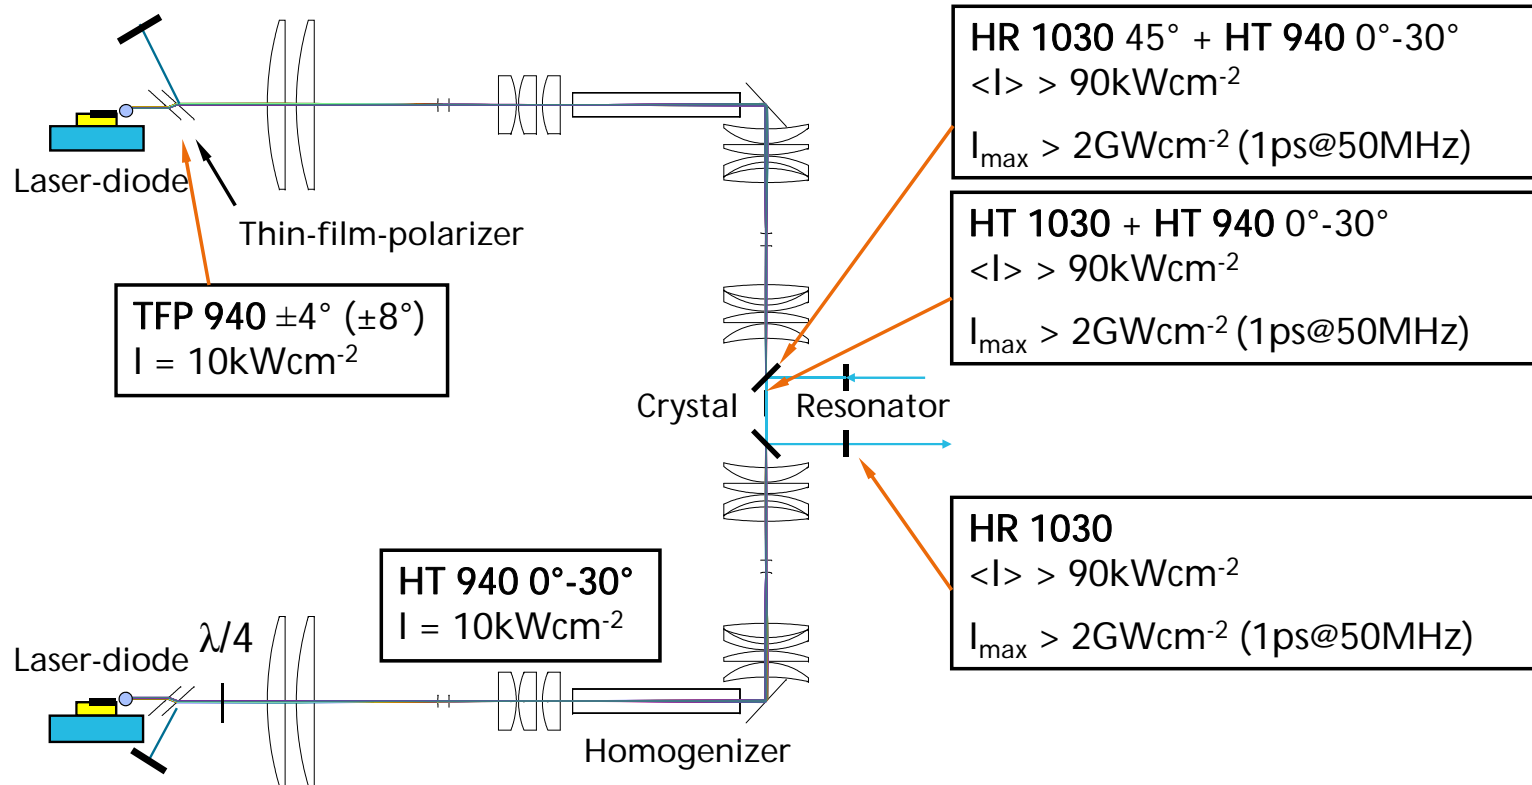 HR 1030 45° + HT 940 0°-30°
<I> > 90kWcm-2
Imax > 2GWcm-2 (1ps@50MHz)
Laser-diode
Thin-film-polarizer
HT 1030 + HT 940 0°-30°
<I> > 90kWcm-2
Imax > 2GWcm-2 (1ps@50MHz)
TFP 940 ±4° (±8°)
I = 10kWcm-2
Crystal
Resonator
HR 1030
<I> > 90kWcm-2
Imax > 2GWcm-2 (1ps@50MHz)
HT 940 0°-30°
I = 10kWcm-2
Laser-diode
λ/4
Homogenizer